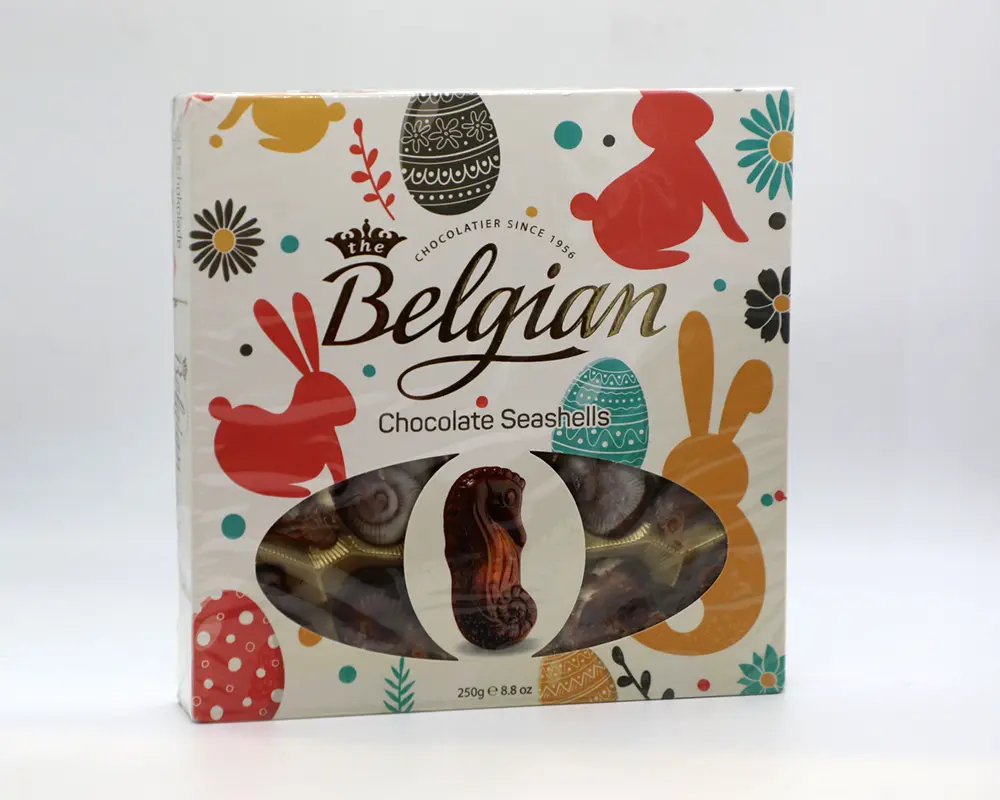 CHOCOLATIER SINCE 1956
the
Belgian
Chocolate Seashells
250g ℮ 8.8 oz